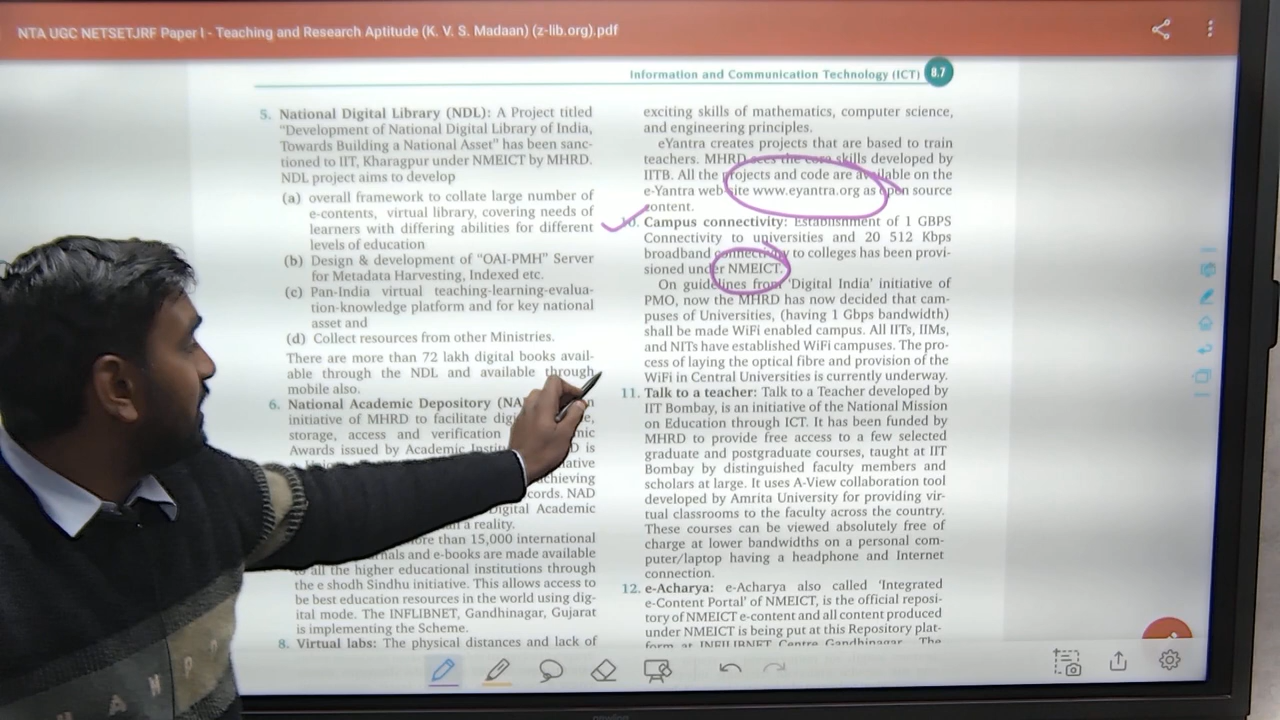 NTA UGC NETSETJRF Paper I - Teaching and Research Aptitude (K. V. S. Madaan) (z-lib.org).pdf
Information and Communication Technology (ICT) 8.7
5. National Digital Library (NDL): A Project titled
"Development of National Digital Library of India,
Towards Building a National Asset" has been sanc-
tioned to IIT, Kharagpur under NMEICT by MHRD.
NDL project aims to develop
(a) overall framework to collate large number of
e-contents, virtual library, covering needs of
learners with differing abilities for different
levels of education
(b) Design & development of "OAI-PMH" Server
for Metadata Harvesting, Indexed etc.
(c) Pan-India virtual teaching-learning-evalua-
tion-knowledge platform and for key national
asset and
(d) Collect resources from other Ministries.
There are more than 72 lakh digital books avail-
able through the NDL and available through
mobile also.
6. National Academic Depository
initiative of MHRD to facilitate
storage, access and verification
Awards issued by Academic is
cords. NAD
Digital Academic
a reality.
than 15,000 international
and e-books are made available
to all the higher educational institutions through
the e shodh Sindhu initiative. This allows access to
be best education resources in the world using dig-
ital mode. The INFLIBNET, Gandhinagar, Gujarat
is implementing the Scheme.
8. Virtual labs: The physical distances and lack of
exciting skills of mathematics, computer science,
and engineering principles.
eYantra creates projects that are based to train
teachers. MHRD sees the core skills developed by
IITB. All the projects and code are available on the
e-Yantra web site www.eyantra.org as open source
content.
10. Campus connectivity: Establishment of 1 GBPS
Connectivity to universities and 20 512 Kbps
broadband connectivity to colleges has been provi-
sioned under NMEICT.
On guidelines from 'Digital India' initiative of
PMO, now the MHRD has now decided that cam-
puses of Universities, (having 1 Gbps bandwidth)
shall be made WiFi enabled campus. All IITs, IIMs,
and NITs have established WiFi campuses. The pro-
cess of laying the optical fibre and provision of the
WiFi in Central Universities is currently underway.
11. Talk to a teacher: Talk to a Teacher developed by
IIT Bombay, is an initiative of the National Mission
on Education through ICT. It has been funded by
MHRD to provide free access to a few selected
graduate and postgraduate courses, taught at IIT
Bombay by distinguished faculty members and
scholars at large. It uses A-View collaboration tool
developed by Amrita University for providing vir-
tual classrooms to the faculty across the country.
These courses can be viewed absolutely free of
charge at lower bandwidths on a personal com-
puter/laptop having a headphone and Internet
connection.
12. e-Acharya: e-Acharya also called 'Integrated
e-Content Portal' of NMEICT, is the official reposi-
tory of NMEICT e-content and all content produced
under NMEICT is being put at this Repository plat-
form at INFLIBNET Centre Gandhinagar. The